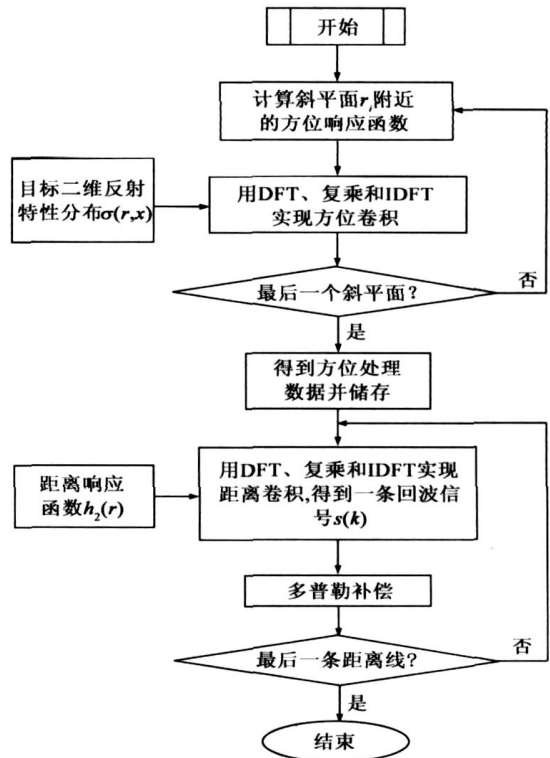 开始
计算斜平面rᵢ附近
的方位响应函数
目标二维反射
特性分布σ(r,x)
用DFT、复乘和IDFT
实现方位卷积
最后一个斜平面?
否
是
得到方位处理
数据并储存
距离响应
函数h₂(r)
用DFT、复乘和IDFT实现
距离卷积,得到一条回波信
号s(k)
多普勒补偿
最后一条距离线?
否
是
结束